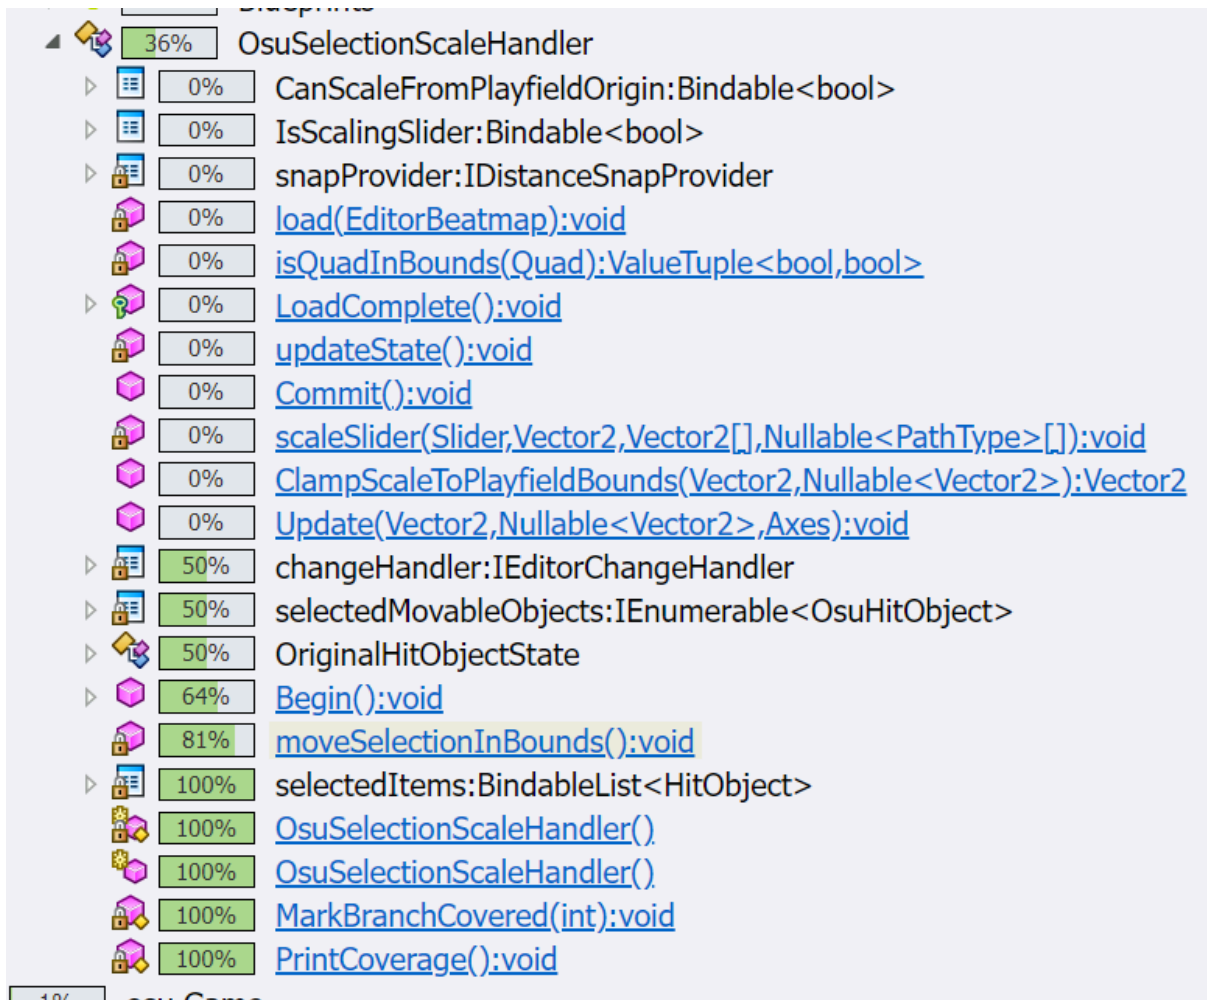 Blueprints
36% OsuSelectionScaleHandler
0% CanScaleFromPlayfieldOrigin:Bindable<bool>
0% IsScalingSlider:Bindable<bool>
0% snapProvider:IDistanceSnapProvider
0% load(EditorBeatmap):void
0% isQuadInBounds(Quad):ValueTuple<bool,bool>
0% LoadComplete():void
0% updateState():void
0% Commit():void
0% scaleSlider(Slider,Vector2,Vector2[],Nullable<PathType>[]):void
0% ClampScaleToPlayfieldBounds(Vector2,Nullable<Vector2>):Vector2
0% Update(Vector2,Nullable<Vector2>,Axes):void
50% changeHandler:IEditorChangeHandler
50% selectedMovableObjects:IEnumerable<OsuHitObject>
50% OriginalHitObjectState
64% Begin():void
81% moveSelectionInBounds():void
100% selectedItems:BindableList<HitObject>
100% OsuSelectionScaleHandler()
100% OsuSelectionScaleHandler()
100% MarkBranchCovered(int):void
100% PrintCoverage():void
1% osu.Game